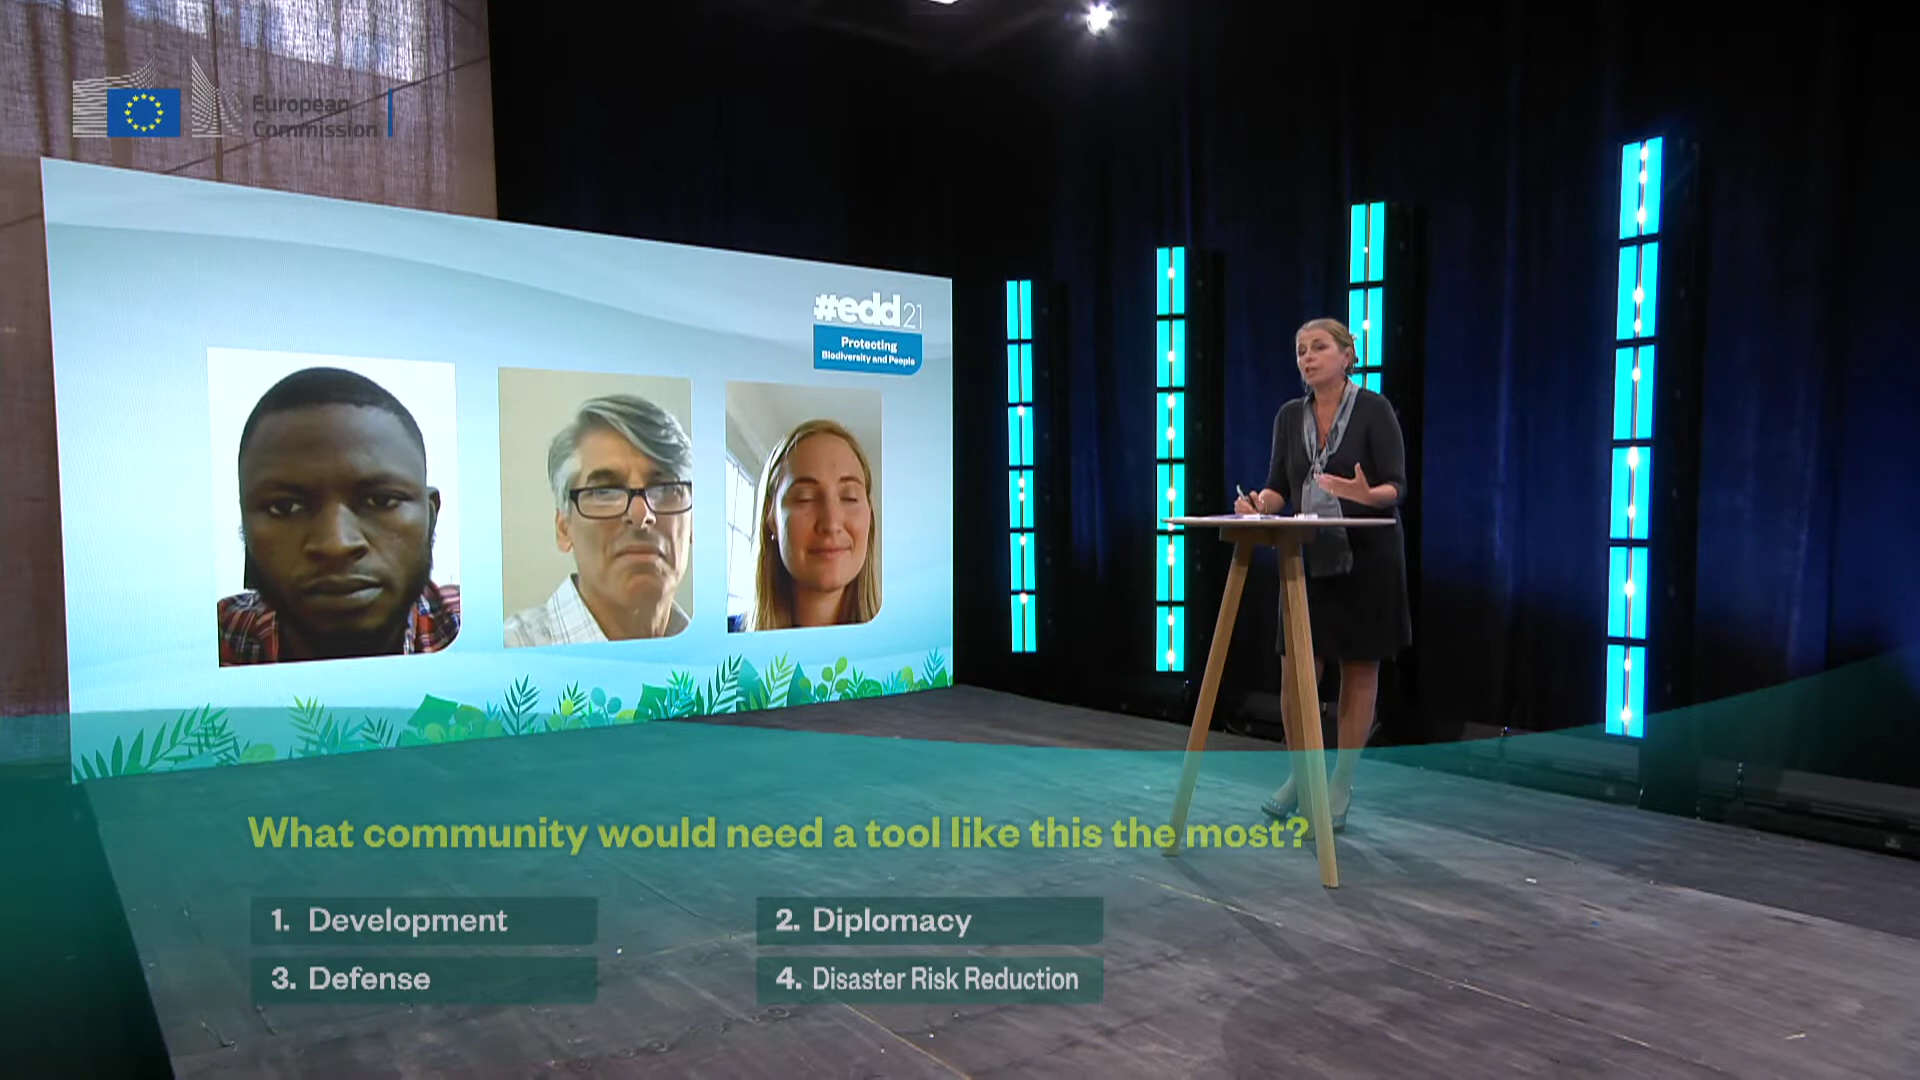 European
Commission
#edd21
Protecting
Biodiversity and People
What community would need a tool like this the most?
1. Development
2. Diplomacy
3. Defense
4. Disaster Risk Reduction